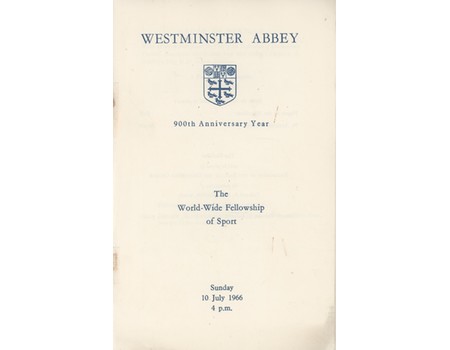 WESTMINSTER ABBEY
900th Anniversary Year
The
World-Wide Fellowship
of Sport
Sunday
10 July 1966
4 p.m.